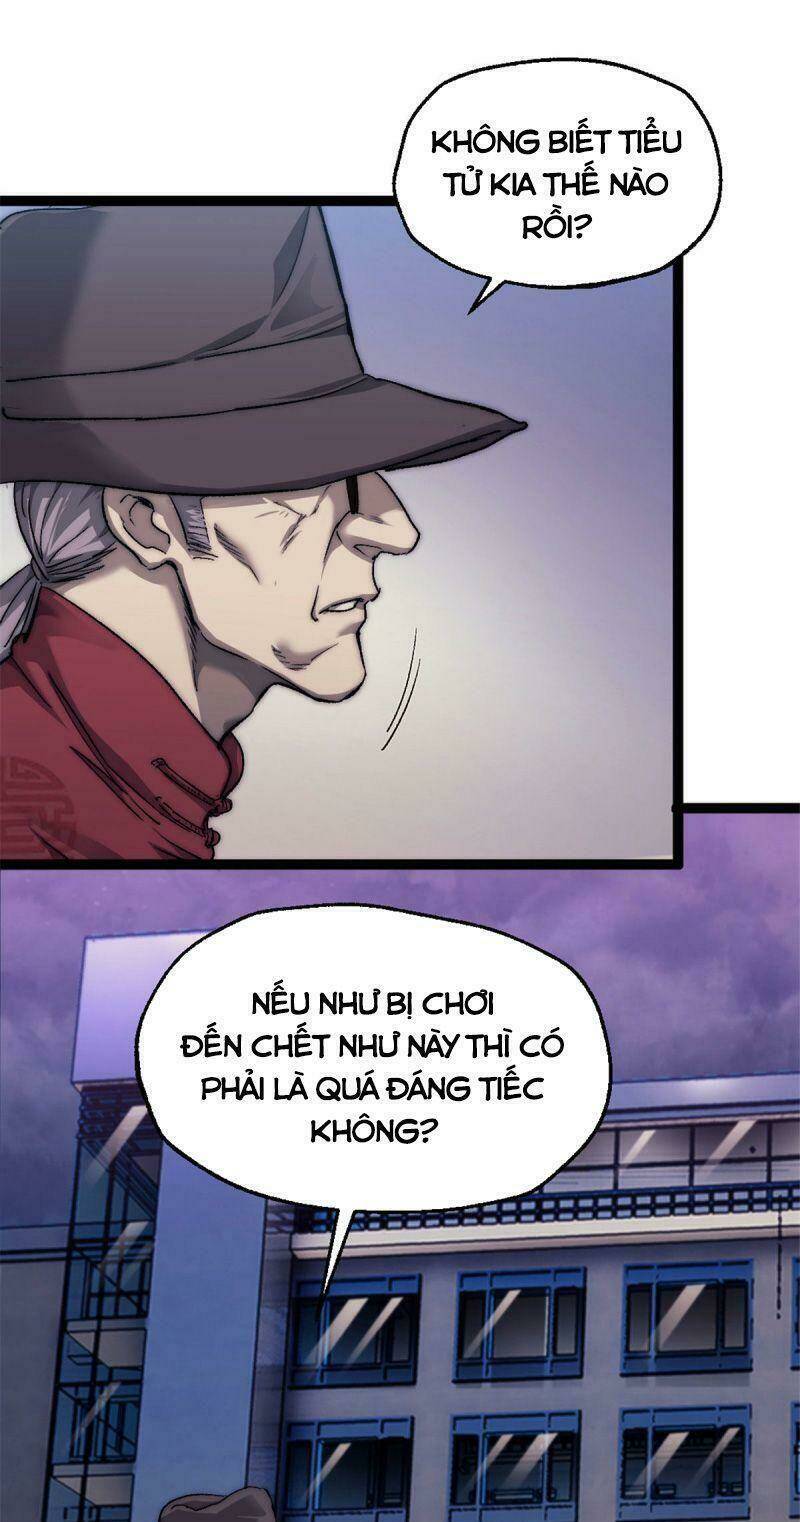 KHÔNG BIẾT TIỂU
TỬ KIA THẾ NÀO
RỒI?
NẾU NHƯ BỊ CHƠI
ĐẾN CHẾT NHƯ NÀY THÌ CÓ
PHẢI LÀ QUÁ ĐÁNG TIẾC
KHÔNG?